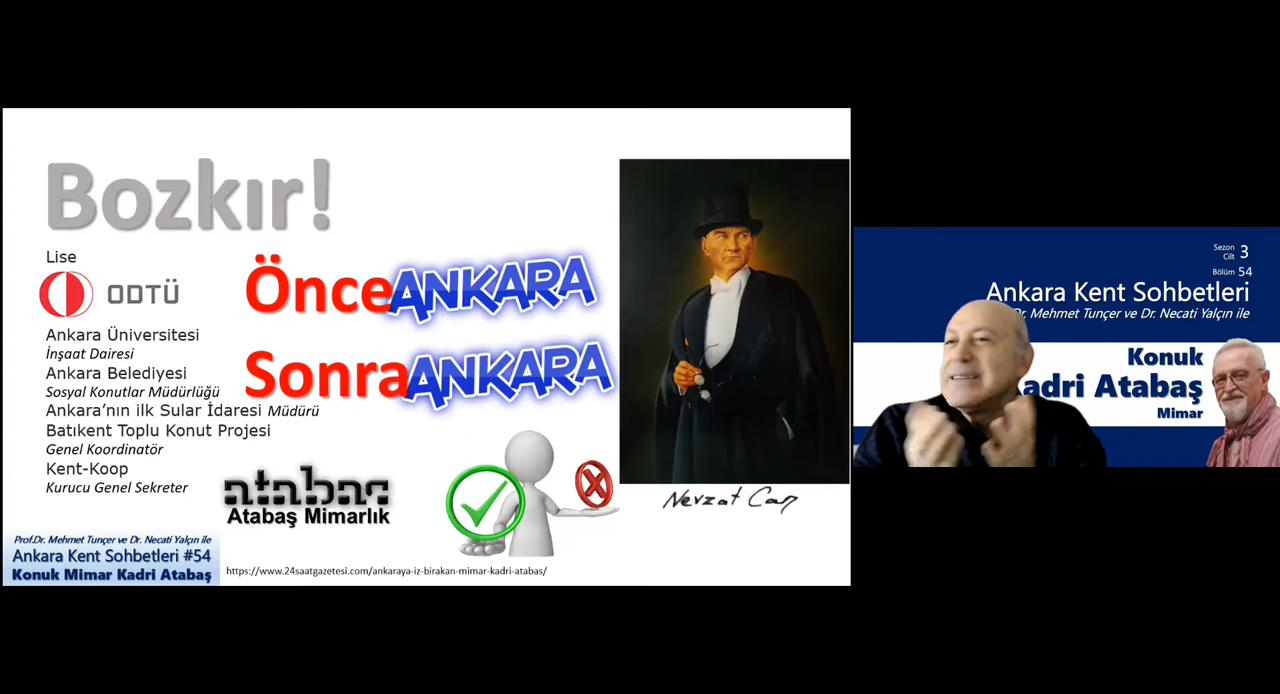 Bozkır!
Lise
ODTÜ
Önce ANKARA
Sonra ANKARA
Ankara Üniversitesi
İnşaat Dairesi
Ankara Belediyesi
Sosyal Konutlar Müdürlüğü
Ankara’nın ilk Sular İdaresi Müdürü
Batıkent Toplu Konut Projesi
Genel Koordinatör
Kent-Koop
Kurucu Genel Sekreter
atabaş
Atabaş Mimarlık
Nevzat Can
Prof.Dr. Mehmet Tunçer ve Dr. Necati Yalçın ile
Ankara Kent Sohbetleri #54
Konuk Mimar Kadri Atabaş
https://www.24saatgazetesi.com/ankaraya-iz-birakan-mimar-kadri-atabas/
Sezon
Cilt 3
Bölüm 54
Ankara Kent Sohbetleri
Dr. Mehmet Tunçer ve Dr. Necati Yalçın ile
Konuk
adri Atabaş
Mimar